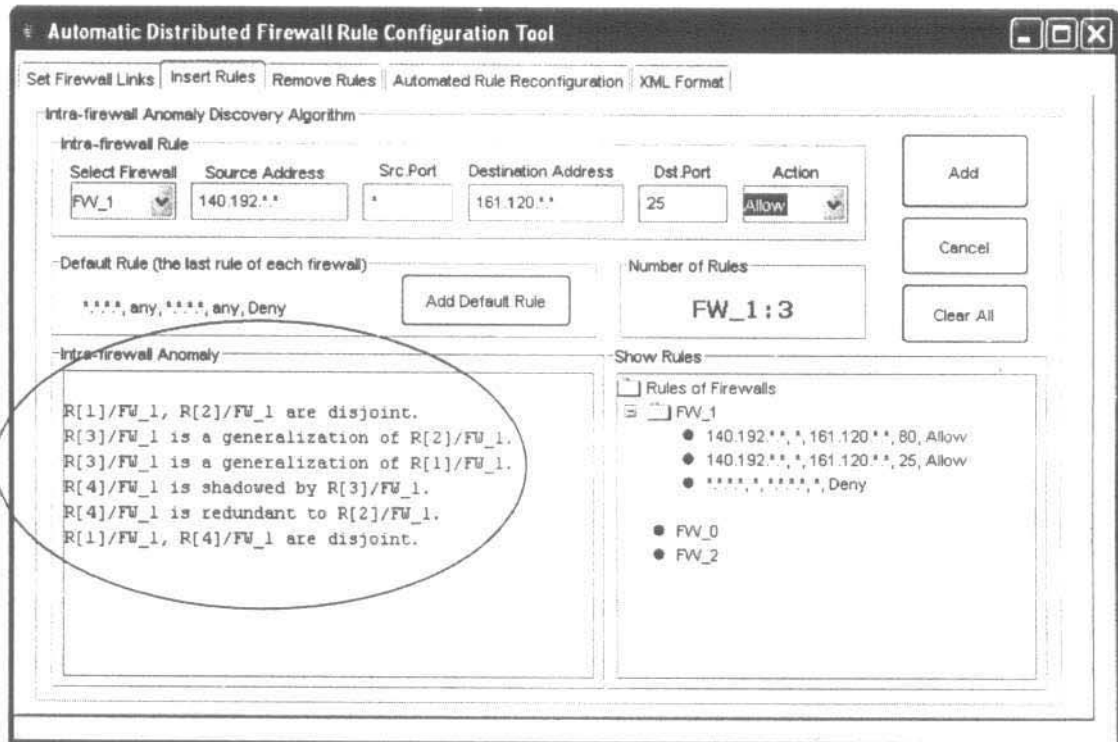 Automatic Distributed Firewall Rule Configuration Tool
Set Firewall Links Insert Rules Remove Rules Automated Rule Reconfiguration XML Format
Intra-firewall Anomaly Discovery Algorithm
Intra-firewall Rule
Select Firewall Source Address Src.Port Destination Address Dst.Port Action
FW_1 140.192.*.* * 161.120.*.* 25 Allow
Add
Cancel
Clear All
Default Rule (the last rule of each firewall)
*.*.*.*, any, *.*.*.*, any, Deny
Add Default Rule
Number of Rules
FW_1:3
Intra-firewall Anomaly
R[1]/FW_1, R[2]/FW_1 are disjoint.
R[3]/FW_1 is a generalization of R[2]/FW_1.
R[3]/FW_1 is a generalization of R[1]/FW_1.
R[4]/FW_1 is shadowed by R[3]/FW_1.
R[4]/FW_1 is redundant to R[2]/FW_1.
R[1]/FW_1, R[4]/FW_1 are disjoint.
Show Rules
Rules of Firewalls
FW_1
140.192.*.*, *,161.120.*.*, 80, Allow
140.192.*.*, *,161.120.*.*, 25, Allow
*.*.*.*, *, *.*.*.*, *, Deny
FW_0
FW_2